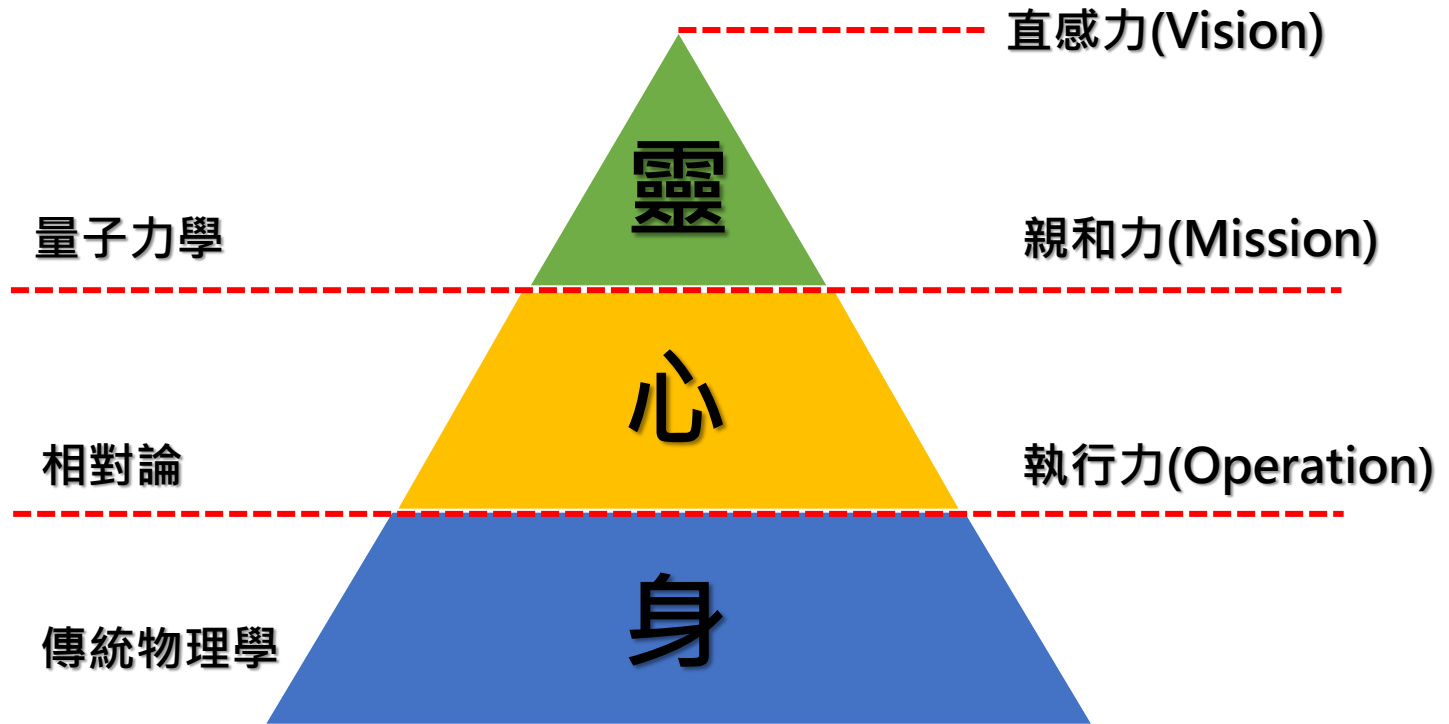 直感力(Vision)
靈
量子力學
親和力(Mission)
心
相對論
執行力(Operation)
身
傳統物理學